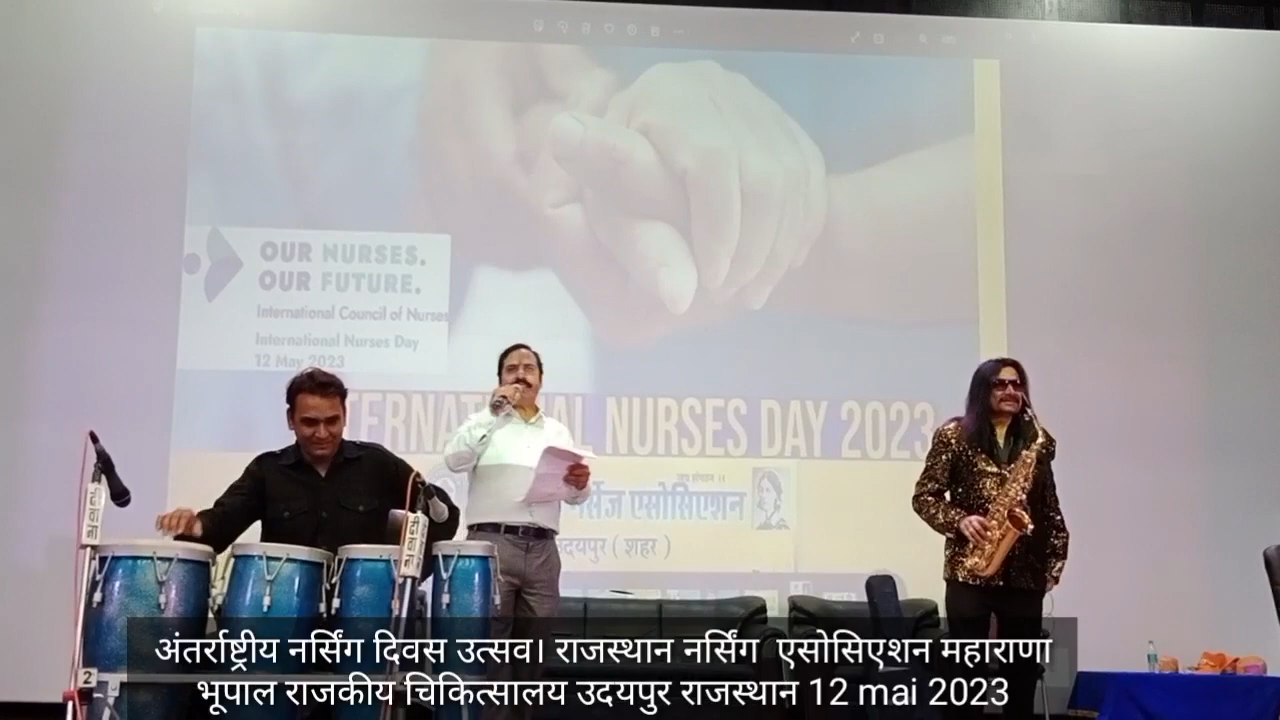 OUR NURSES.
OUR FUTURE.
International Council of Nurses
International Nurses Day
12 May 2023
NURSES DAY 2023
एसोसिएशन
उदयपुर ( शहर )
दीवाना
दीवाना
2
अंतर्राष्ट्रीय नर्सिंग दिवस उत्सव। राजस्थान नर्सिंग एसोसिएशन महाराणा
भूपाल राजकीय चिकित्सालय उदयपुर राजस्थान 12 mai 2023